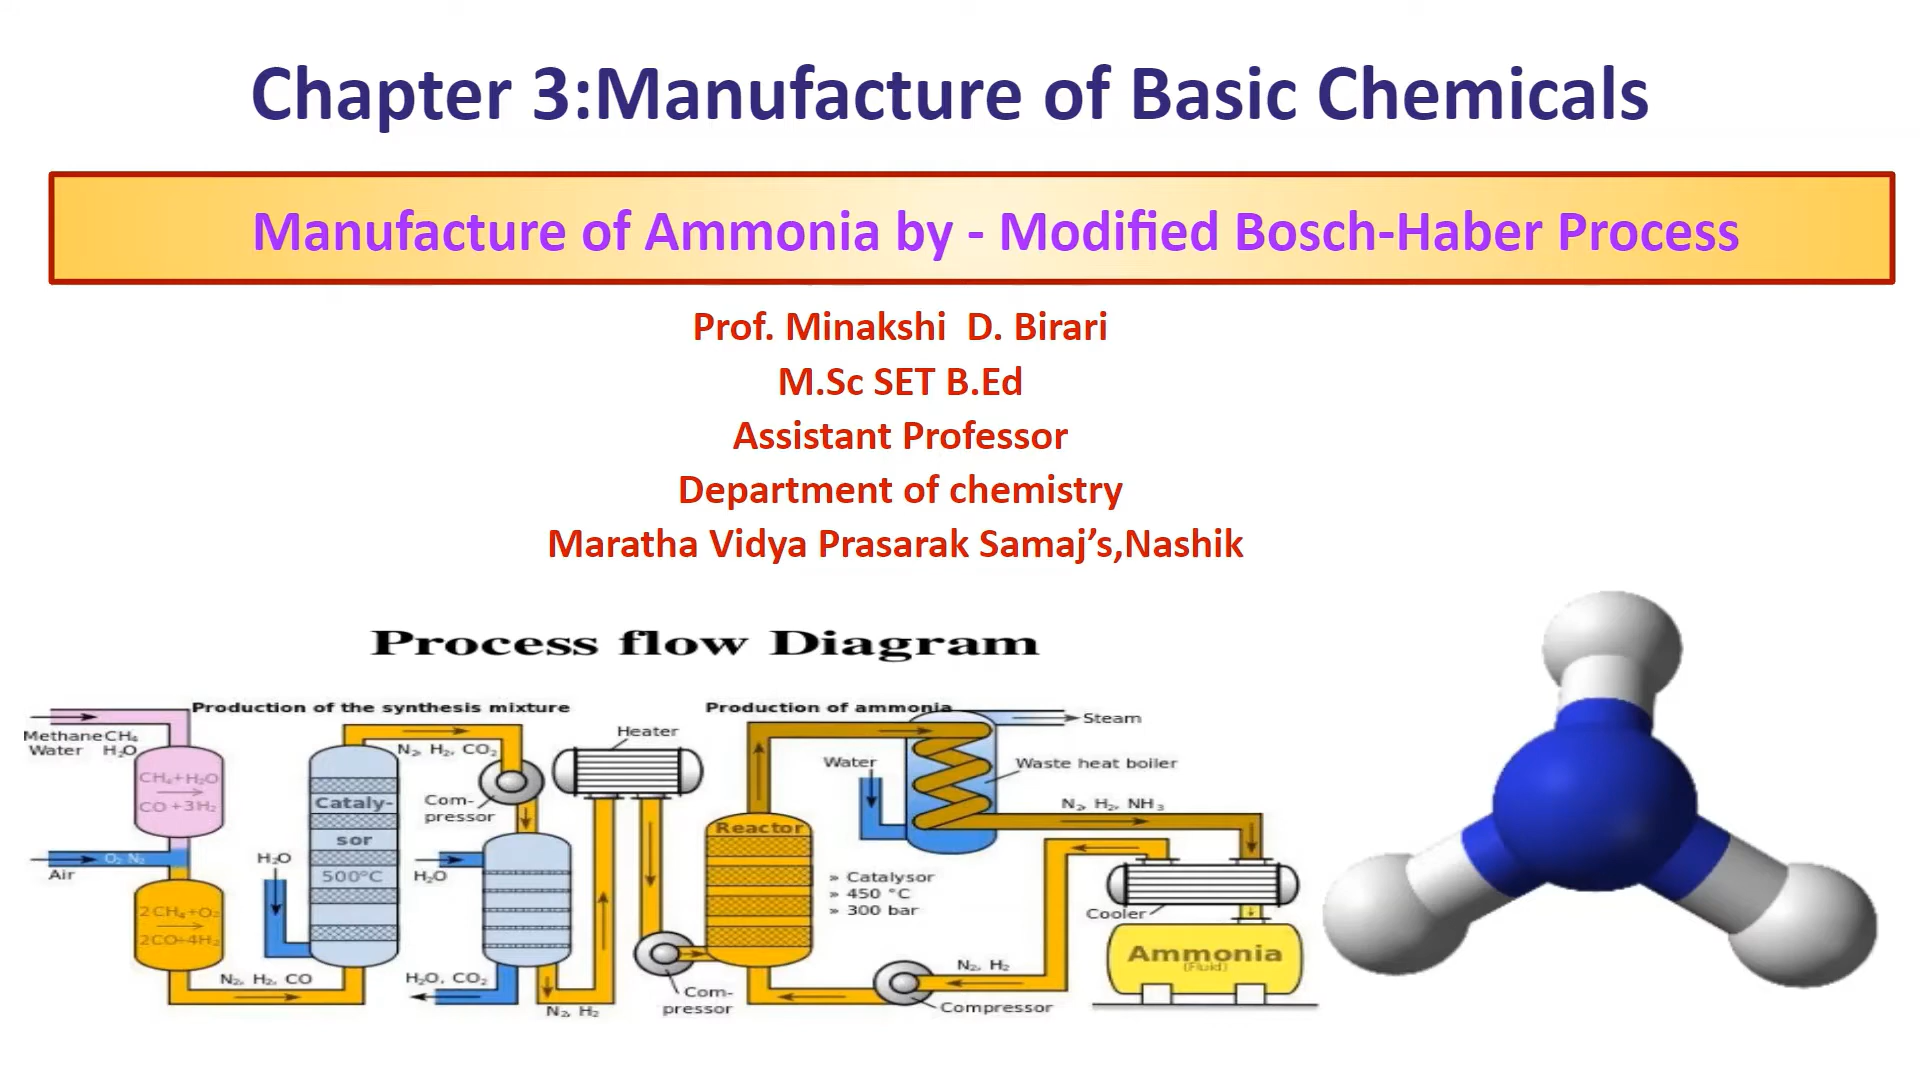 Chapter 3:Manufacture of Basic Chemicals
Manufacture of Ammonia by - Modified Bosch-Haber Process
Prof. Minakshi D. Birari
M.Sc SET B.Ed
Assistant Professor
Department of chemistry
Maratha Vidya Prasarak Samaj’s,Nashik
Process flow Diagram
Production of the synthesis mixture
Methane CH₄
Water H₂O
CH₄+H₂O
CO+3H₂
O₂ N₂
Air
2CH₄+O₂
2CO+4H₂
N₂, H₂, CO
H₂O
Cataly-
sor
500°C
N₂, H₂, CO₂
Com-
pressor
H₂O
H₂O, CO₂
N₂, H₂
Heater
Com-
pressor
Production of ammonia
Reactor
» Catalysor
» 450 °C
» 300 bar
Water
Steam
Waste heat boiler
N₂, H₂, NH₃
Cooler
Ammonia
(Fluid)
N₂, H₂
Compressor